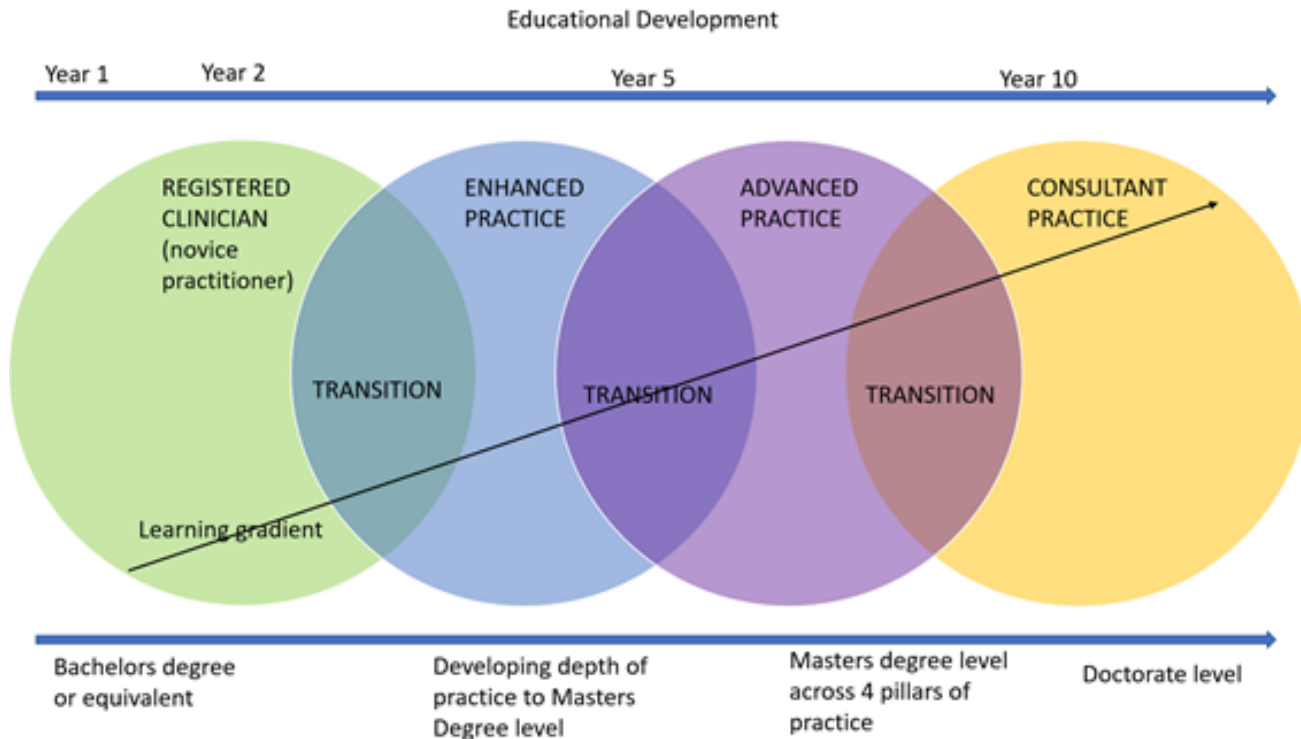 Educational Development
Year 1
Year 2
Year 5
Year 10
REGISTERED
CLINICIAN
(novice
practitioner)
ENHANCED
PRACTICE
ADVANCED
PRACTICE
CONSULTANT
PRACTICE
TRANSITION
TRANSITION
TRANSITION
Learning gradient
Bachelors degree
or equivalent
Developing depth of
practice to Masters
Degree level
Masters degree level
across 4 pillars of
practice
Doctorate level